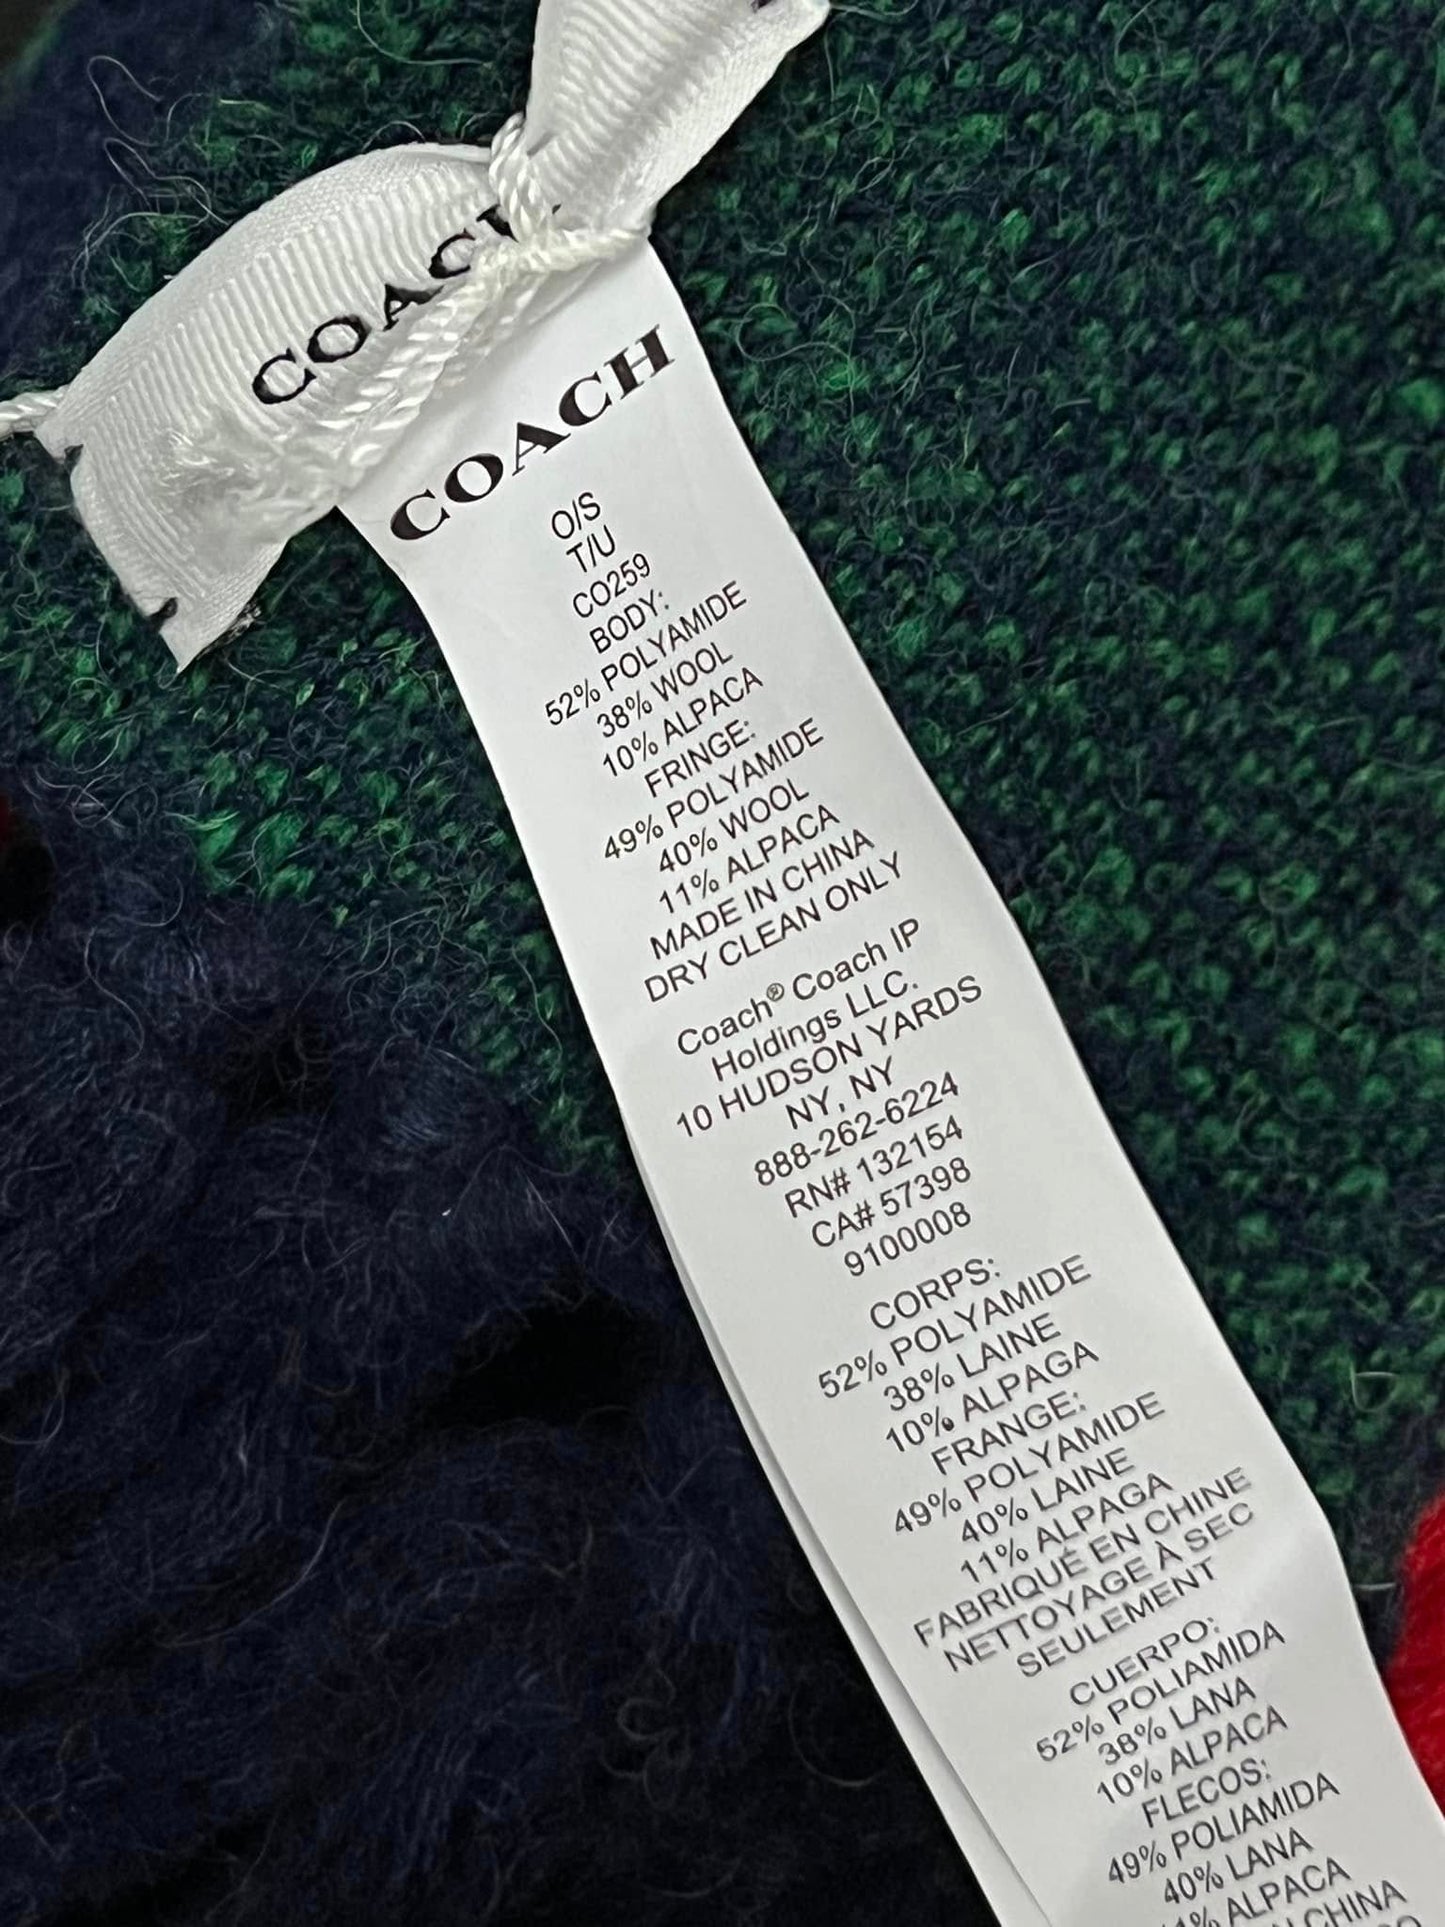 COACH
COACH
O/S
T/U
CO259
BODY:
52% POLYAMIDE
38% WOOL
10% ALPACA
FRINGE:
49% POLYAMIDE
40% WOOL
11% ALPACA
MADE IN CHINA
DRY CLEAN ONLY
Coach® Coach IP
Holdings LLC.
10 HUDSON YARDS
NY, NY
888-262-6224
RN# 132154
CA# 57398
9100008
CORPS:
52% POLYAMIDE
38% LAINE
10% ALPAGA
FRANGE:
49% POLYAMIDE
40% LAINE
11% ALPAGA
FABRIQUÉ EN CHINE
NETTOYAGE À SEC
SEULEMENT
CUERPO:
52% POLIAMIDA
38% LANA
10% ALPACA
FLECOS:
49% POLIAMIDA
40% LANA
ALPACA
CHINA